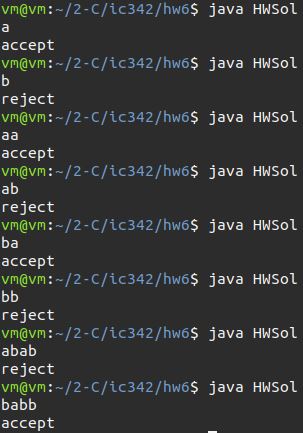 vm@vm:~/2-C/ic342/hw6$ java HWSol
a
accept
vm@vm:~/2-C/ic342/hw6$ java HWSol
b
reject
vm@vm:~/2-C/ic342/hw6$ java HWSol
aa
accept
vm@vm:~/2-C/ic342/hw6$ java HWSol
ab
reject
vm@vm:~/2-C/ic342/hw6$ java HWSol
ba
accept
vm@vm:~/2-C/ic342/hw6$ java HWSol
bb
reject
vm@vm:~/2-C/ic342/hw6$ java HWSol
abab
reject
vm@vm:~/2-C/ic342/hw6$ java HWSol
babb
accept